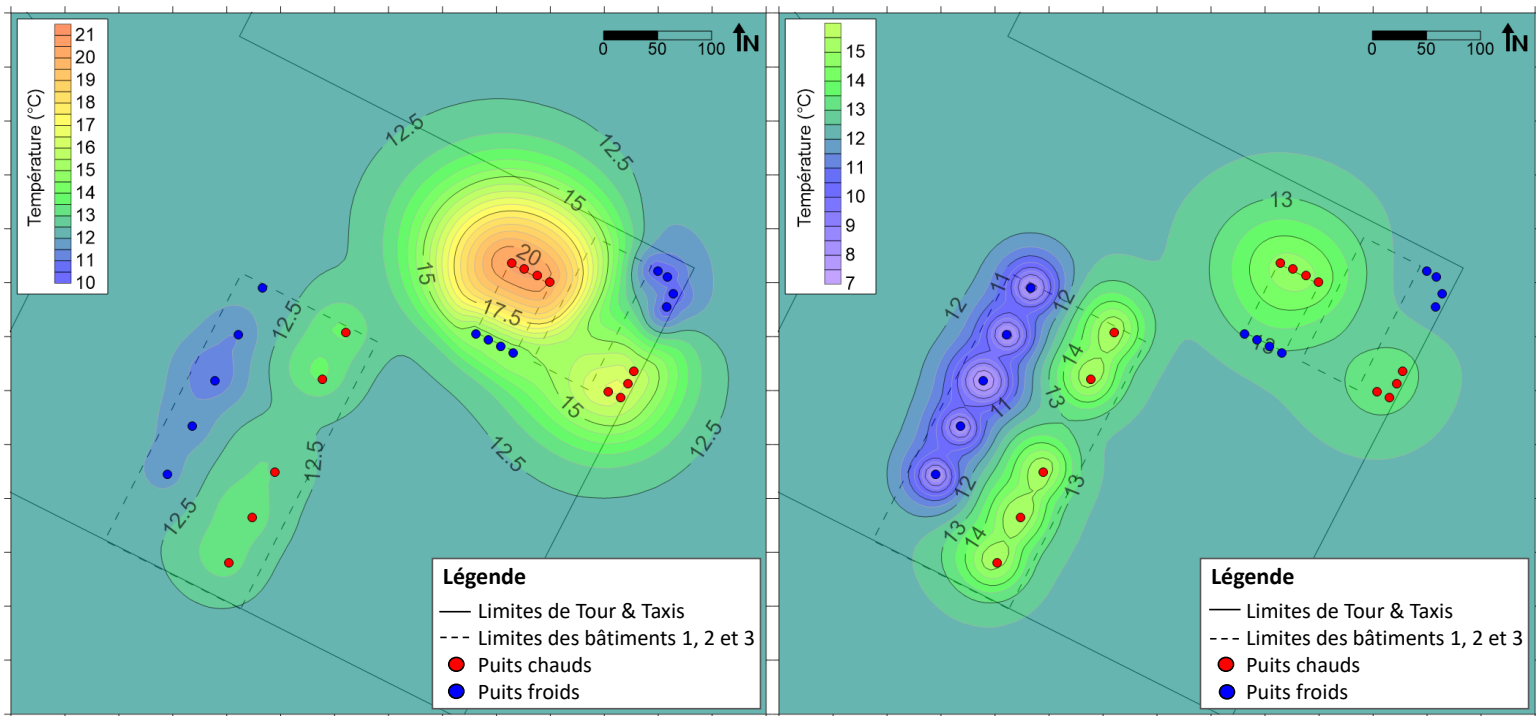 Température (°C)
21
20
19
18
17
16
15
14
13
12
11
10
0 50 100
N
12.5
12.5
15
20
15
17.5
12.5
15
12.5
12.5
12.5
12.5
Légende
Limites de Tour & Taxis
Limites des bâtiments 1, 2 et 3
Puits chauds
Puits froids
Température (°C)
15
14
13
12
11
10
9
8
7
0 50 100
N
13
11
12
12
14
13
13
11
12
13
13
14
Légende
Limites de Tour & Taxis
Limites des bâtiments 1, 2 et 3
Puits chauds
Puits froids